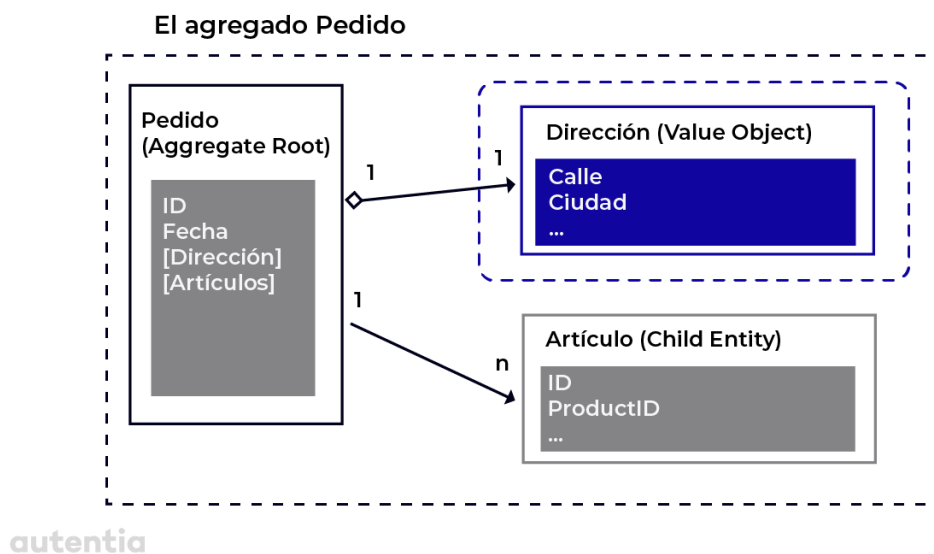 El agregado Pedido
Pedido
(Aggregate Root)
ID
Fecha
[Dirección]
[Artículos]
1
1
Dirección (Value Object)
Calle
Ciudad
...
1
n
Artículo (Child Entity)
ID
ProductID
...
autentia